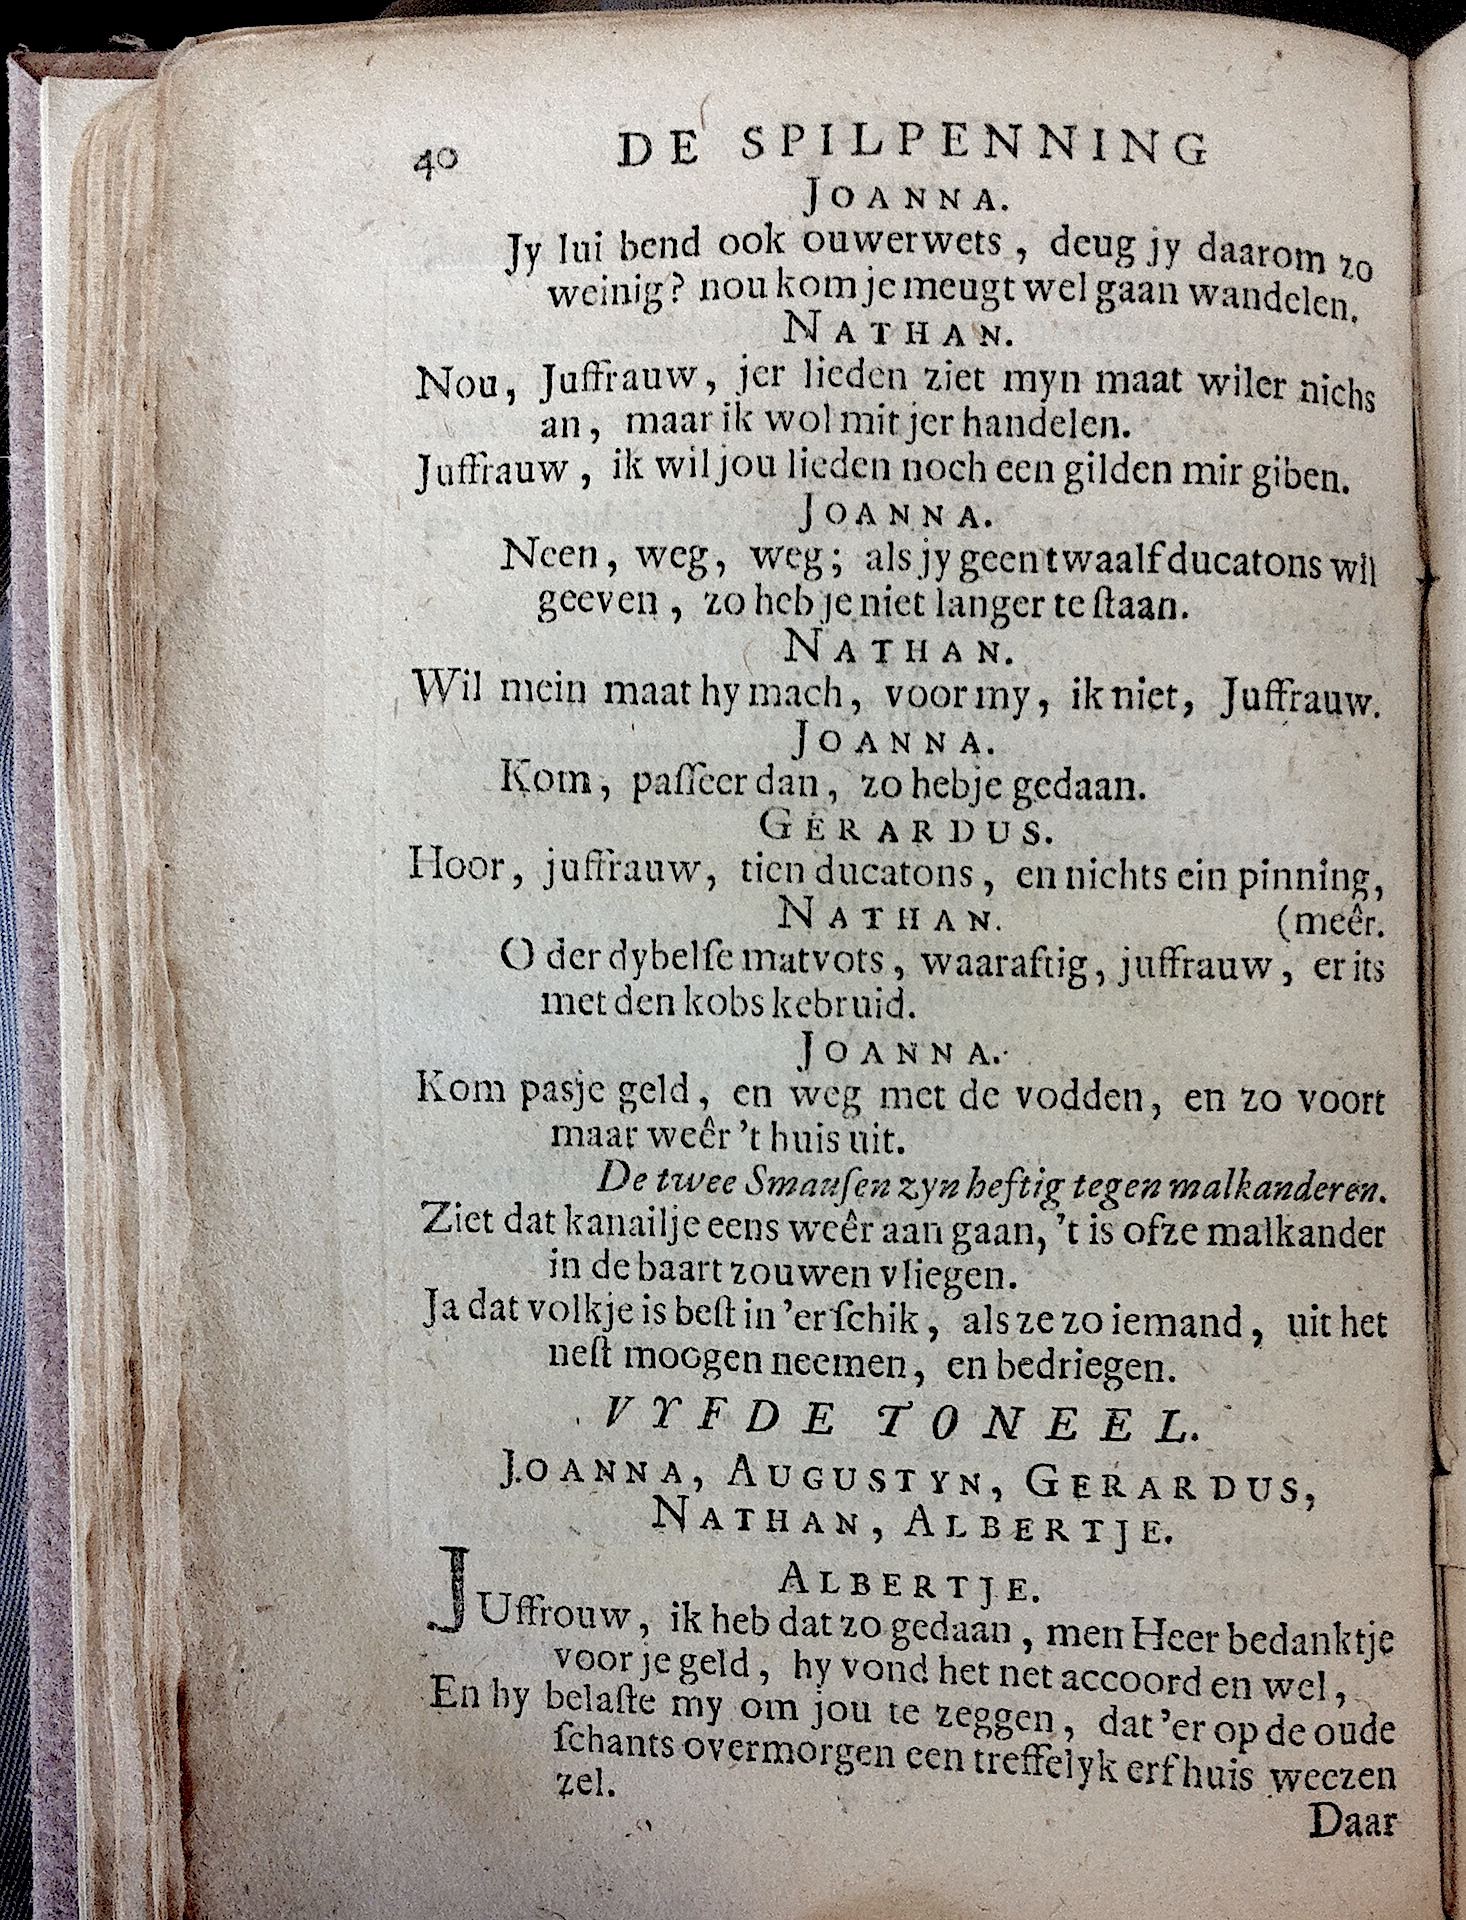 40 DE SPILPENNING
JOANNA.
Jy lui bend ook ouwerwets, deug jy daarom zo
weinig? nou kom je meugt wel gaan wandelen.
NATHAN.
Nou, Juffrauw, jer lieden ziet myn maat wiler nichs
an, maar ik wol mit jer handelen.
Juffrauw, ik wil jou lieden noch een gilden mir giben.
JOANNA.
Neen, weg, weg; als jy geen twaalf ducatons wil
geeven, zo heb je niet langer te ſtaan.
NATHAN.
Wil mein maat hy mach, voor my, ik niet, Juffrauw.
JOANNA.
Kom, paſſeer dan, zo hebje gedaan.
GERARDUS.
Hoor, juffrauw, tien ducatons, en nichts ein pinning,
NATHAN. (meêr.
O der dybelſe matvots, waaraftig, juffrauw, er its
met den kobs kebruid.
JOANNA.
Kom pasje geld, en weg met de vodden, en zo voort
maar weêr 't huis uit.
De twee Smauſen zyn heftig tegen malkanderen.
Ziet dat kanailje eens weêr aan gaan, 't is ofze malkander
in de baart zouwen vliegen.
Ja dat volkje is beſt in 'er ſchik, als ze zo iemand, uit het
neſt moogen neemen, en bedriegen.
VYFDE TONEEL.
JOANNA, AUGUSTYN, GERARDUS,
NATHAN, ALBERTJE.
ALBERTJE.
JUffrouw, ik heb dat zo gedaan, men Heer bedanktje
voor je geld, hy vond het net accoord en wel,
En hy belaſte my om jou te zeggen, dat 'er op de oude
ſchants overmorgen een treffelyk erfhuis weezen
zel.
Daar